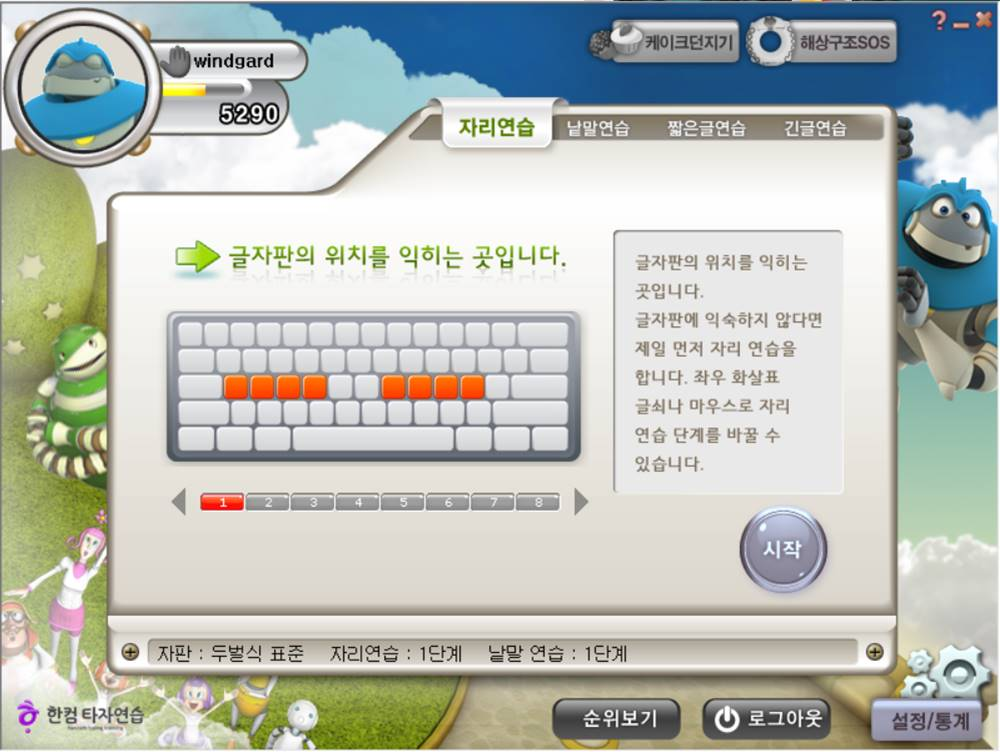 windgard
5290
케이크던지기
해상구조SOS
?
자리연습
낱말연습
짧은글연습
긴글연습
글자판의 위치를 익히는 곳입니다.
글자판의 위치를 익히는
곳입니다.
글자판에 익숙하지 않다면
제일 먼저 자리 연습을
합니다. 좌우 화살표
글쇠나 마우스로 자리
연습 단계를 바꿀 수
있습니다.
1 2 3 4 5 6 7 8
시작
자판 : 두벌식 표준 자리연습 : 1단계 낱말 연습 : 1단계
한컴 타자연습
순위보기
로그아웃
설정/통계